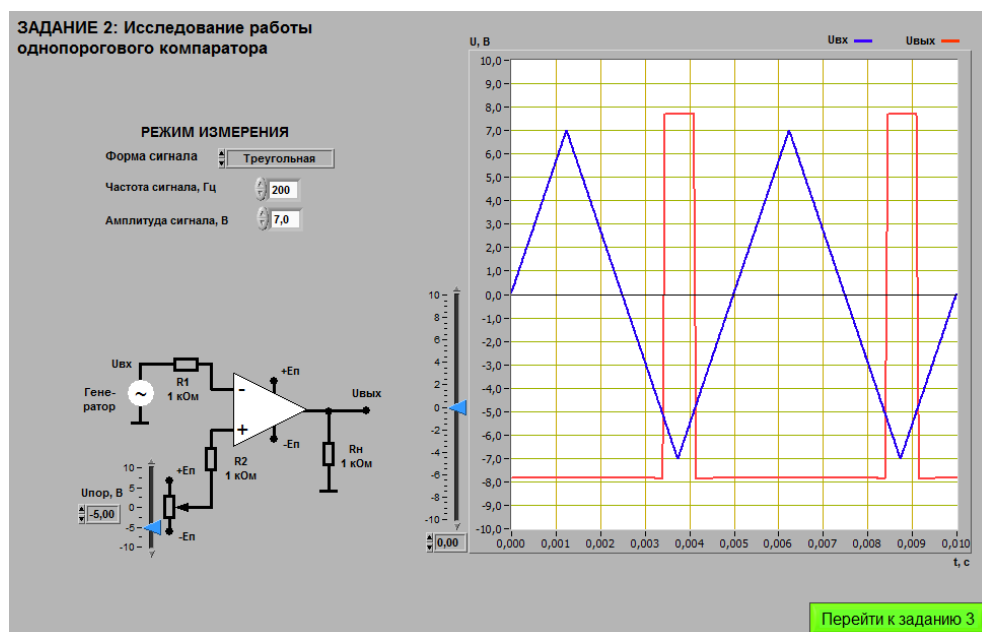 ЗАДАНИЕ 2: Исследование работы
однопорогового компаратора
РЕЖИМ ИЗМЕРЕНИЯ
Форма сигнала
Треугольная
Частота сигнала, Гц
200
Амплитуда сигнала, В
7,0
Uвх
R1
1 кОм
Гене-
ратор
~
-
+
+Еп
-Еп
Uвых
Rн
1 кОм
R2
1 кОм
Uпор, В
-5,00
10
5
0
-5
-10
+Еп
-Еп
10
8
6
4
2
0
-2
-4
-6
-8
-10
0,00
U, В
Uвх
Uвых
10,0
9,0
8,0
7,0
6,0
5,0
4,0
3,0
2,0
1,0
0,0
-1,0
-2,0
-3,0
-4,0
-5,0
-6,0
-7,0
-8,0
-9,0
-10,0
0,000 0,001 0,002 0,003 0,004 0,005 0,006 0,007 0,008 0,009 0,010
t, с
Перейти к заданию 3